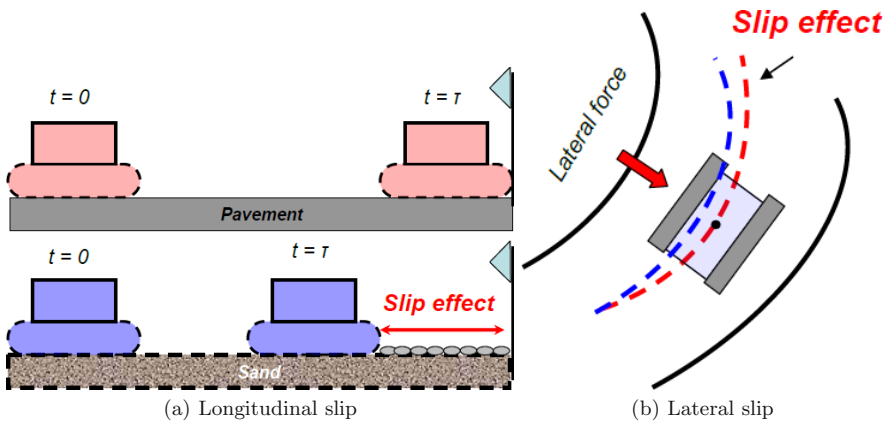 t = 0
t = τ
Pavement
t = 0
t = τ
Slip effect
Sand
(a) Longitudinal slip
Slip effect
Lateral force
(b) Lateral slip